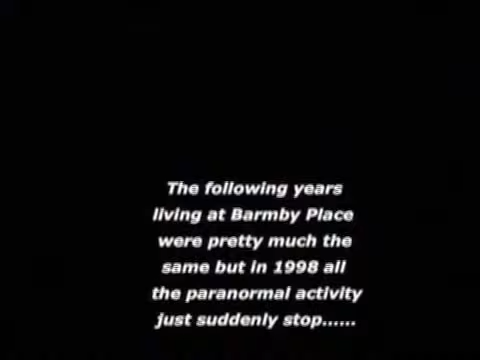 The following years
living at Barmby Place
were pretty much the
same but in 1998 all
the paranormal activity
just suddenly stop......